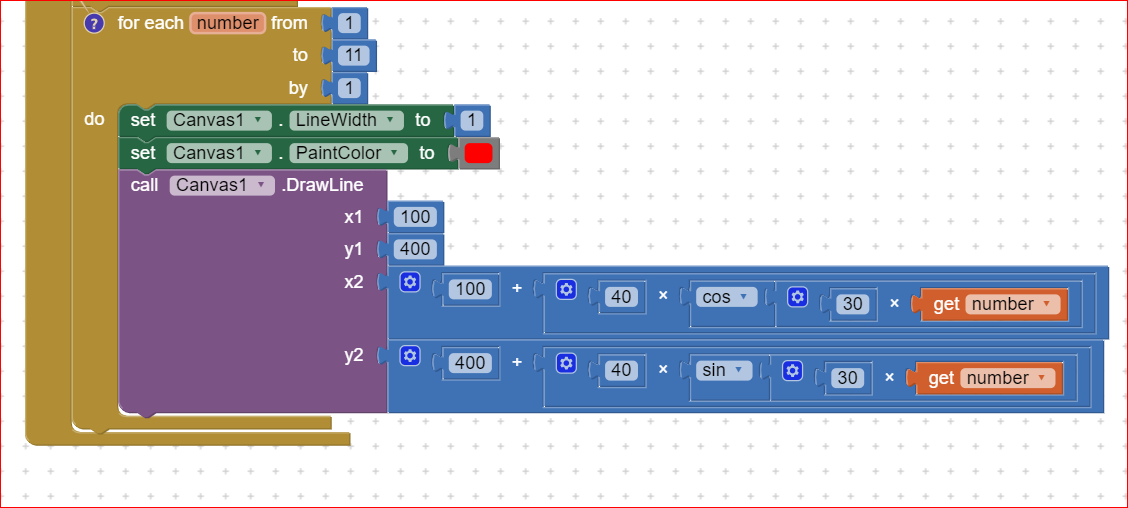 ? for each number from 1
to 11
by 1
do set Canvas1 . LineWidth to 1
set Canvas1 . PaintColor to
call Canvas1 .DrawLine
x1 100
y1 400
x2 100 + 40 × cos 30 × get number
y2 400 + 40 × sin 30 × get number